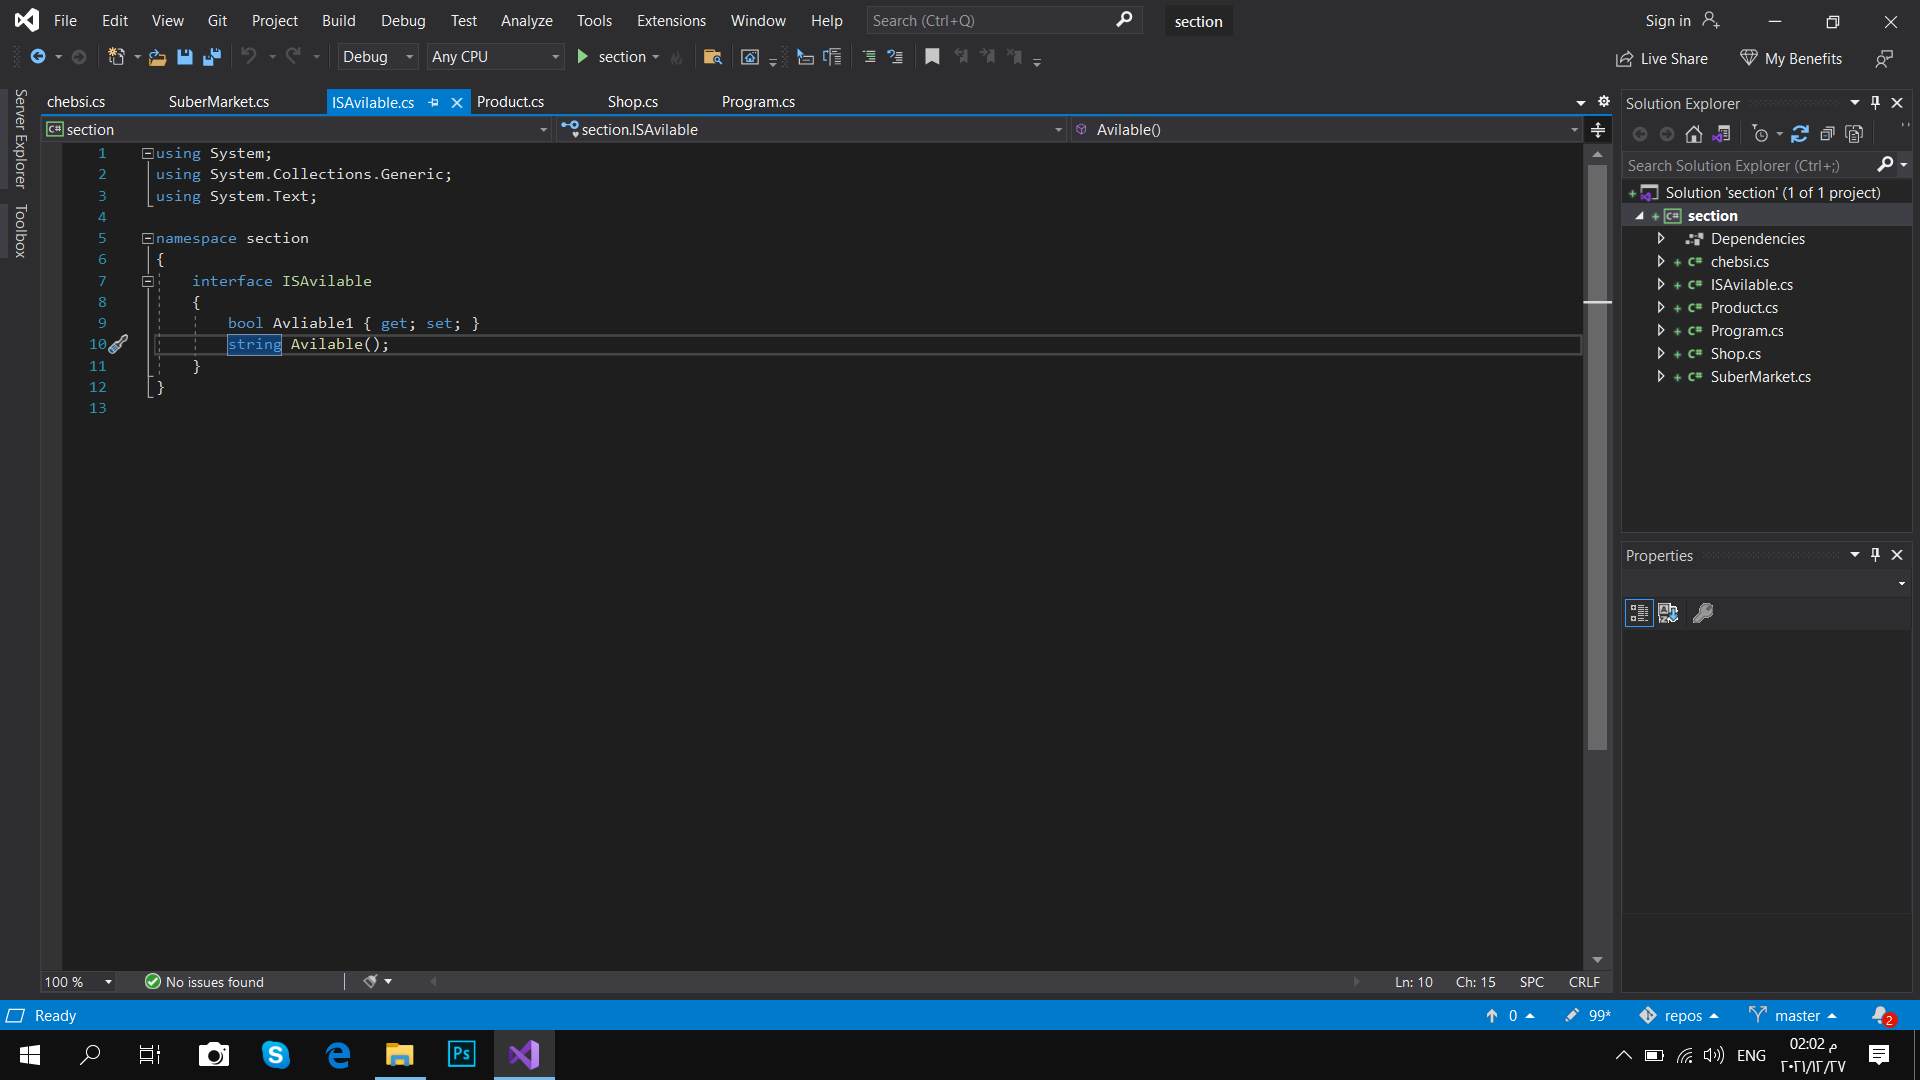 File Edit View Git Project Build Debug Test Analyze Tools Extensions Window Help Search (Ctrl+Q) section Sign in
Debug Any CPU section Live Share My Benefits
Server Explorer
Toolbox
chebsi.cs SuberMarket.cs ISAvilable.cs Product.cs Shop.cs Program.cs
C# section section.ISAvilable Avilable()
1 using System;
2 using System.Collections.Generic;
3 using System.Text;
4
5 namespace section
6 {
7 interface ISAvilable
8 {
9 bool Avliable1 { get; set; }
10 string Avilable();
11 }
12 }
13
100 % No issues found Ln: 10 Ch: 15 SPC CRLF
Solution Explorer
Search Solution Explorer (Ctrl+;)
Solution 'section' (1 of 1 project)
C# section
Dependencies
C# chebsi.cs
C# ISAvilable.cs
C# Product.cs
C# Program.cs
C# Shop.cs
C# SuberMarket.cs
Properties
Ready 0 99* repos master 2
S Ps ENG 02:02 م
٢٠٢١/١٢/٢٧